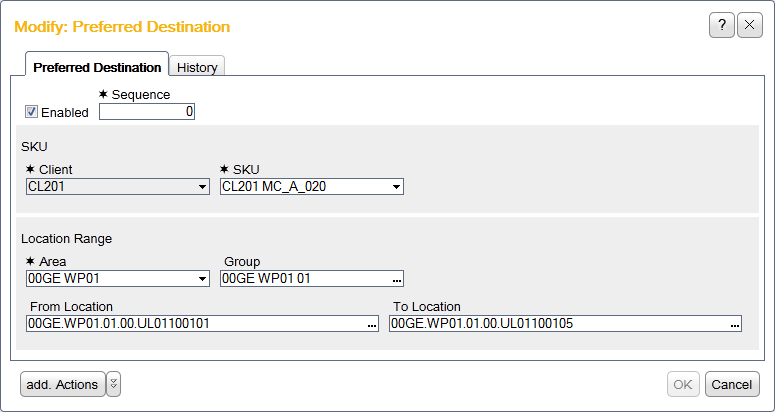 Modify: Preferred Destination
?
Preferred Destination History
✶ Sequence
Enabled 0
SKU
✶ Client ✶ SKU
CL201 CL201 MC_A_020
Location Range
✶ Area Group
00GE WP01 00GE WP01 01 ...
From Location To Location
00GE.WP01.01.00.UL01100101 ... 00GE.WP01.01.00.UL01100105 ...
add. Actions OK Cancel